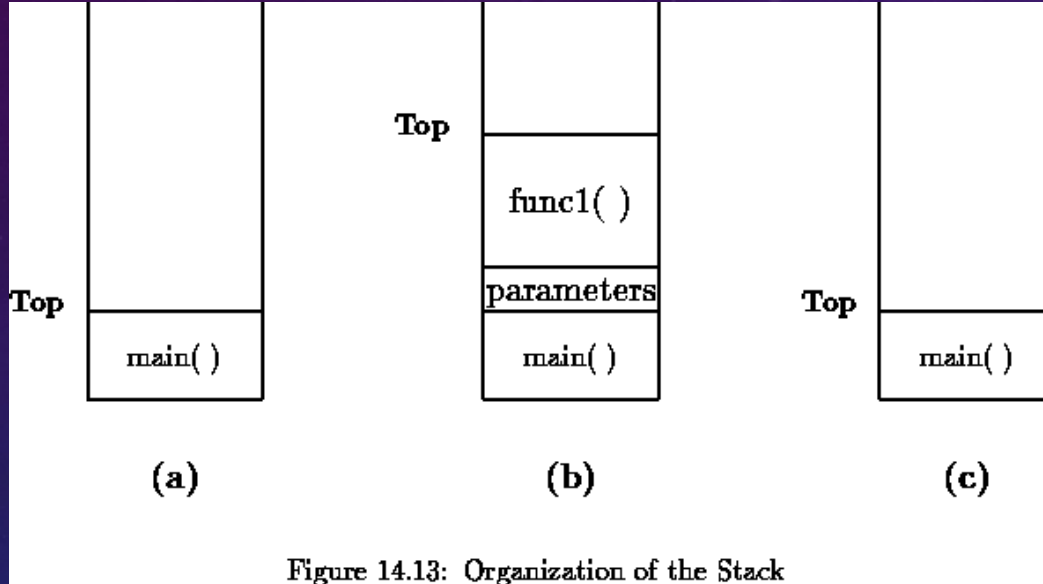 Top
func1( )
parameters
Top
main( )
main( )
Top
main( )
(a)
(b)
(c)
Figure 14.13: Organization of the Stack